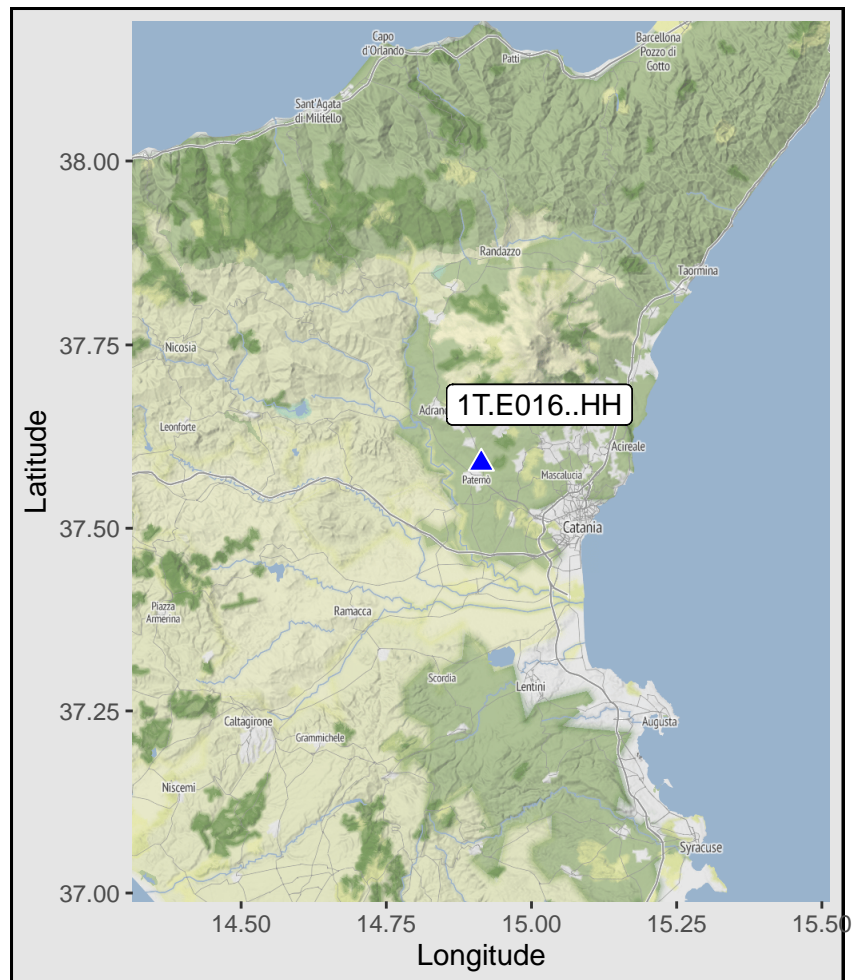 Capo
d'Orlando
Barcellona
Pozzo di
Gotto
Patti
Sant'Agata
di Militello
38.00
Randazzo
Taormina
37.75
Nicosia
1T.E016..HH
Leonforte
Acireale
Mascalucia
Paternò
37.50
Catania
Piazza
Armerina
Ramacca
Scordia
Lentini
37.25
Caltagirone
Augusta
Grammichele
Niscemi
Syracuse
37.00
14.50
14.75
15.00
15.25
15.50
Longitude
Latitude